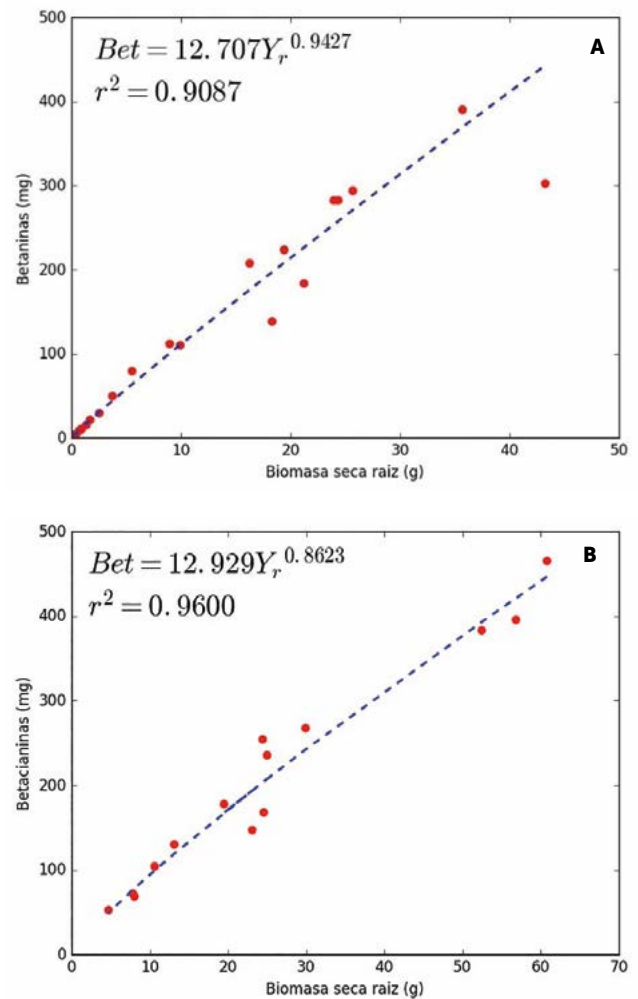 500
Bet = 12.707Y_r^0.9427
A
r^2 = 0.9087
400
300
Betaninas (mg)
200
100
0
0 10 20 30 40 50
Biomasa seca raiz (g)
500
Bet = 12.929Y_r^0.8623
B
r^2 = 0.9600
400
300
Betacianinas (mg)
200
100
0
0 10 20 30 40 50 60 70
Biomasa seca raiz (g)